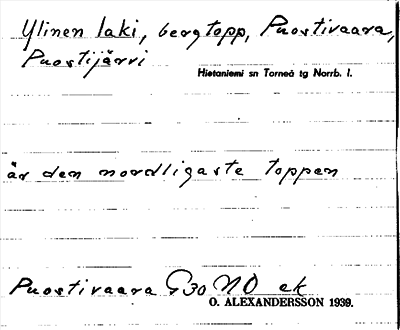 Ylinen laki, bergtopp, Puostivaara,
Puostijärvi
Hietaniemi sn Torneå tg Norrb. l.
är den nordligaste toppen
Puostivaara G30 NO ek
O. ALEXANDERSSON 1939.